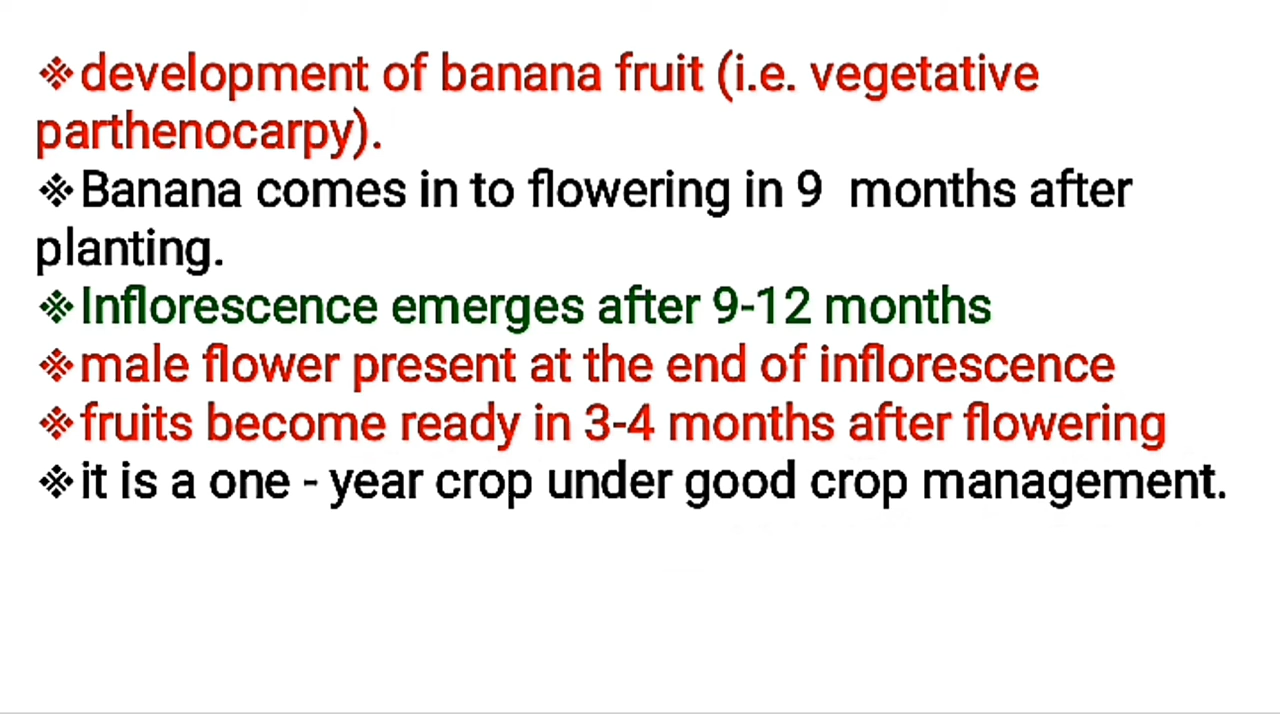 ※development of banana fruit (i.e. vegetative
parthenocarpy).
※Banana comes in to flowering in 9  months after
planting.
※Inflorescence emerges after 9-12 months
※male flower present at the end of inflorescence
※fruits become ready in 3-4 months after flowering
※it is a one - year crop under good crop management.